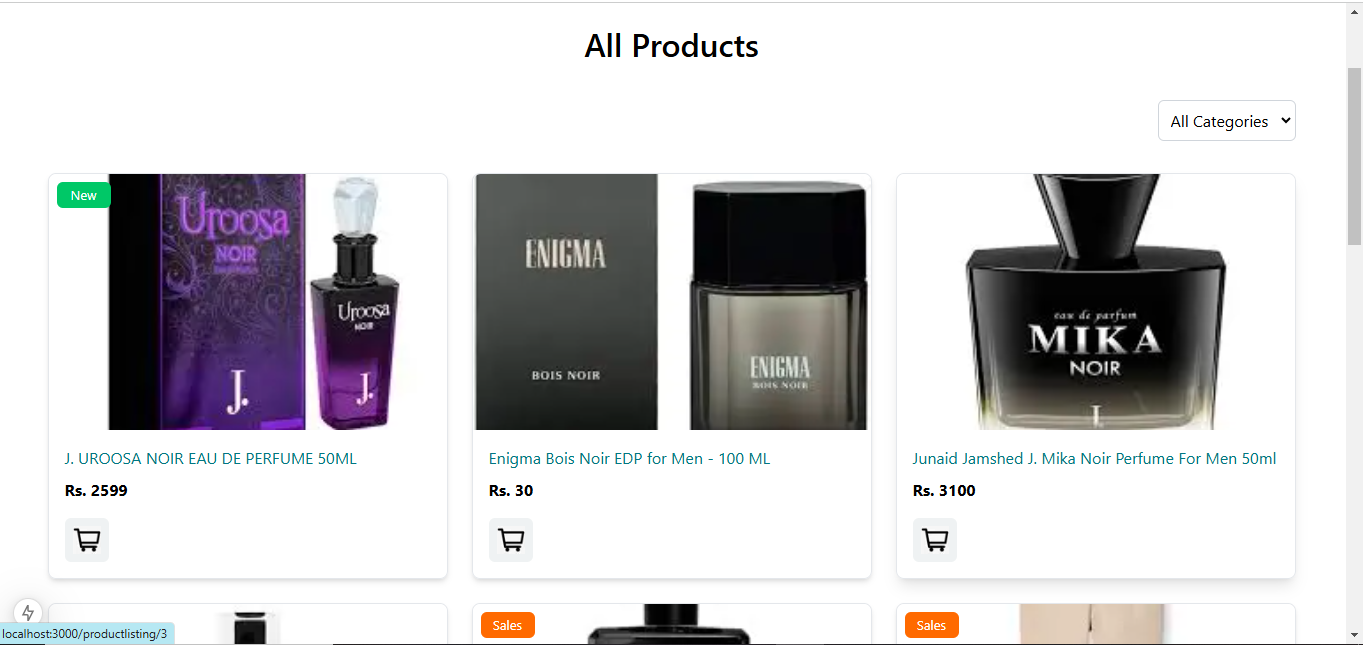 All Products
All Categories
New
Uroosa
NOIR
J.
Uroosa
NOIR
J.
ENIGMA
BOIS NOIR
ENIGMA
BOIS NOIR
eau de parfum
MIKA
NOIR
J.
J. UROOSA NOIR EAU DE PERFUME 50ML
Rs. 2599
Enigma Bois Noir EDP for Men - 100 ML
Rs. 30
Junaid Jamshed J. Mika Noir Perfume For Men 50ml
Rs. 3100
Sales
Sales
localhost:3000/productlisting/3